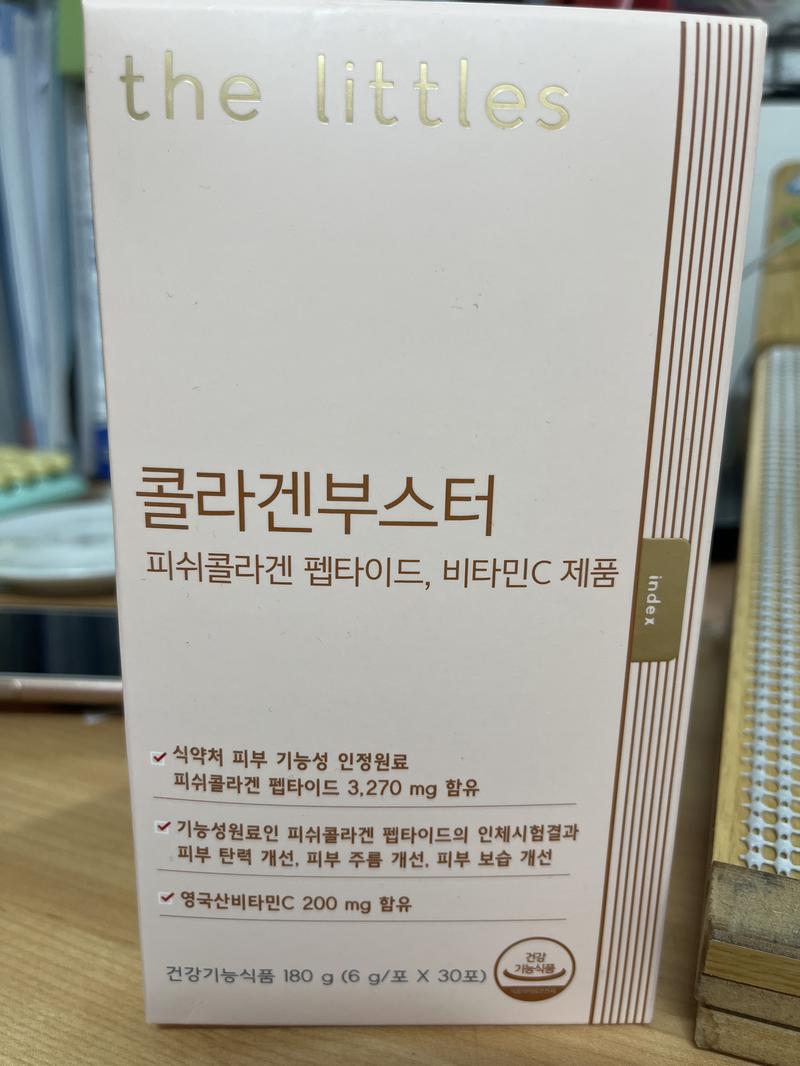 the littles
콜라겐부스터
피쉬콜라겐 펩타이드, 비타민C 제품
index
식약처 피부 기능성 인정원료
피쉬콜라겐 펩타이드 3,270 mg 함유
기능성원료인 피쉬콜라겐 펩타이드의 인체시험결과
피부 탄력 개선, 피부 주름 개선, 피부 보습 개선
영국산비타민C 200 mg 함유
건강기능식품 180 g (6 g/포 X 30포)
건강
기능식품